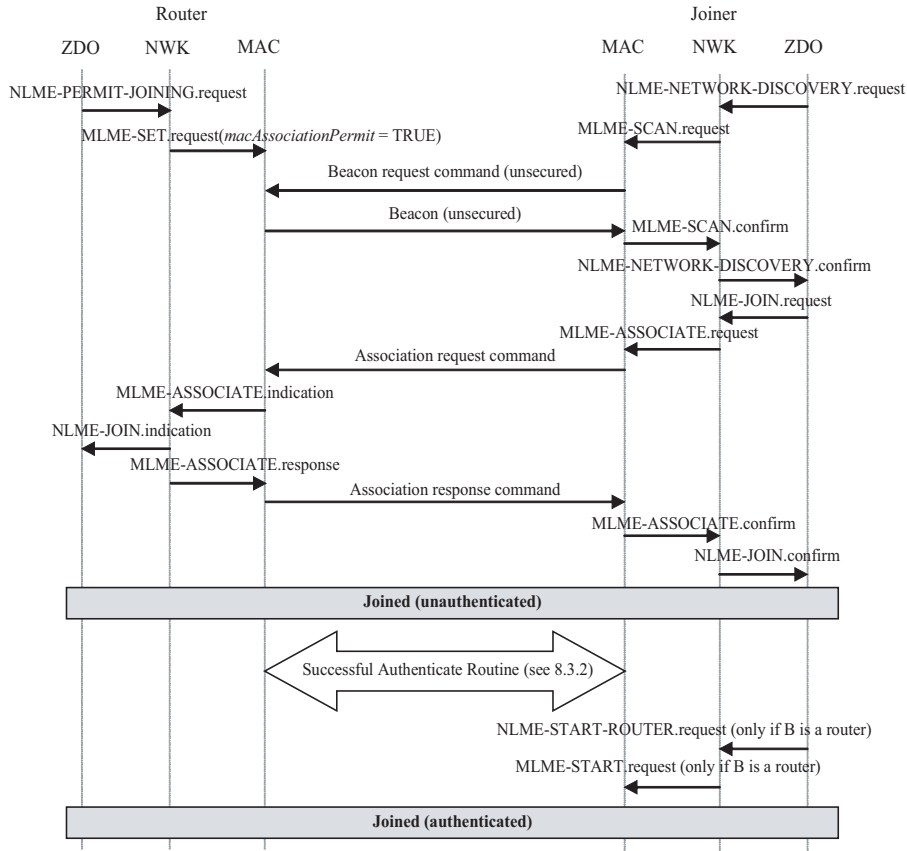 Router
Joiner
ZDO
NWK
MAC
MAC
NWK
ZDO
NLME-PERMIT-JOINING.request
NLME-NETWORK-DISCOVERY.request
MLME-SET.request(macAssociationPermit = TRUE)
MLME-SCAN.request
Beacon request command (unsecured)
Beacon (unsecured)
MLME-SCAN.confirm
NLME-NETWORK-DISCOVERY.confirm
NLME-JOIN.request
MLME-ASSOCIATE.request
Association request command
MLME-ASSOCIATE.indication
NLME-JOIN.indication
MLME-ASSOCIATE.response
Association response command
MLME-ASSOCIATE.confirm
NLME-JOIN.confirm
Joined (unauthenticated)
Successful Authenticate Routine (see 8.3.2)
NLME-START-ROUTER.request (only if B is a router)
MLME-START.request (only if B is a router)
Joined (authenticated)